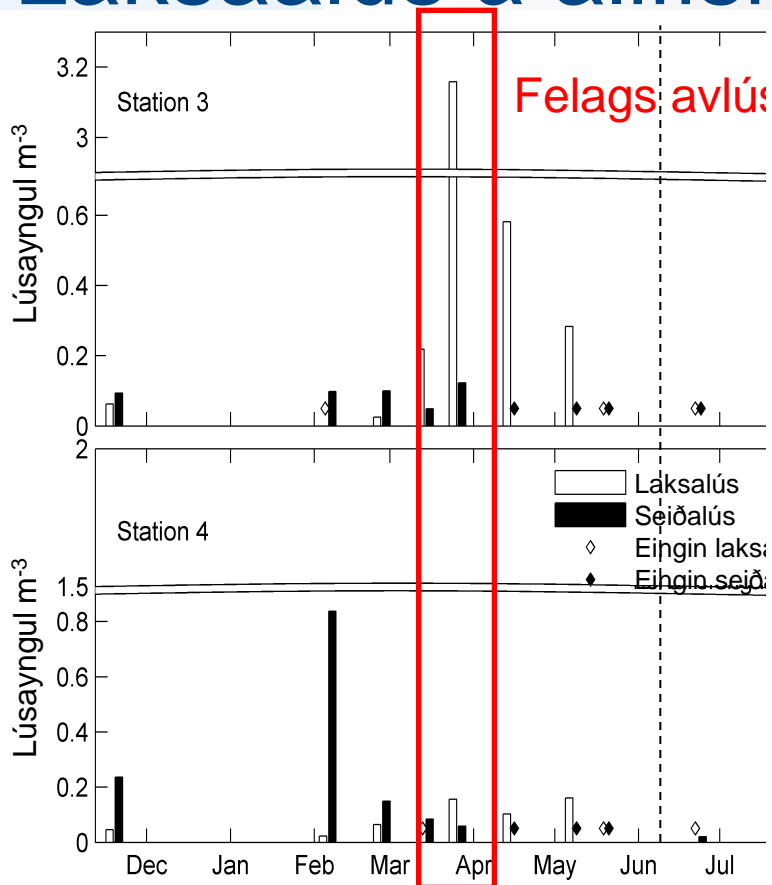 Station 3
Felags avlús
Lúsayngul m-3
3.2
3
0.6
0.4
0.2
0
Station 4
Lúsayngul m-3
2
1.5
0.8
0.6
0.4
0.2
0
Laksalús
Seiðalús
Eingin laksa
Eingin seiða
Dec Jan Feb Mar Apr May Jun Jul